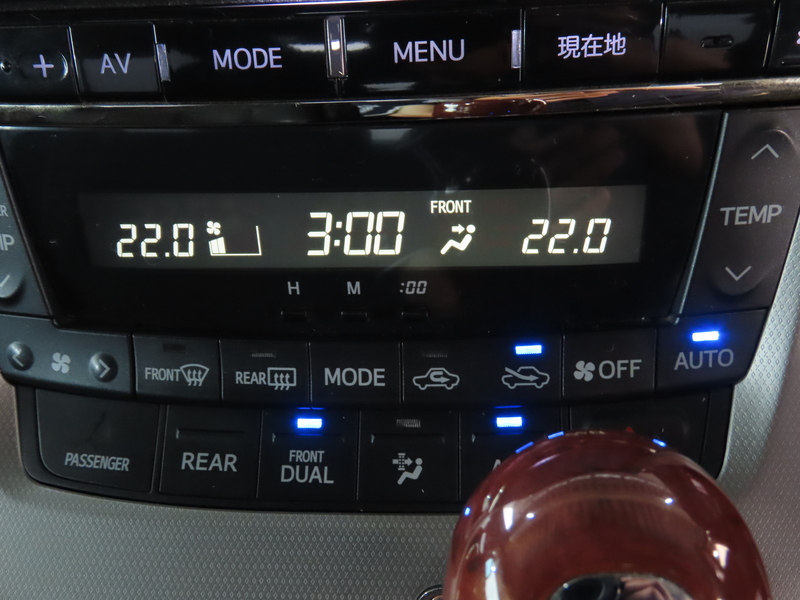 + AV MODE MENU 現在地
FRONT
22.0 3:00 22.0
TEMP
H M :00
FRONT REAR MODE OFF AUTO
PASSENGER REAR FRONT DUAL